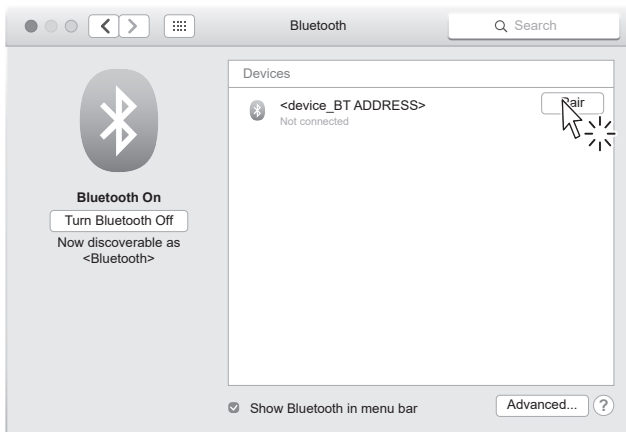 Bluetooth
Search
Bluetooth On
Turn Bluetooth Off
Now discoverable as
<Bluetooth>
Devices
<device_BT ADDRESS>
Not connected
Pair
Show Bluetooth in menu bar
Advanced...
?